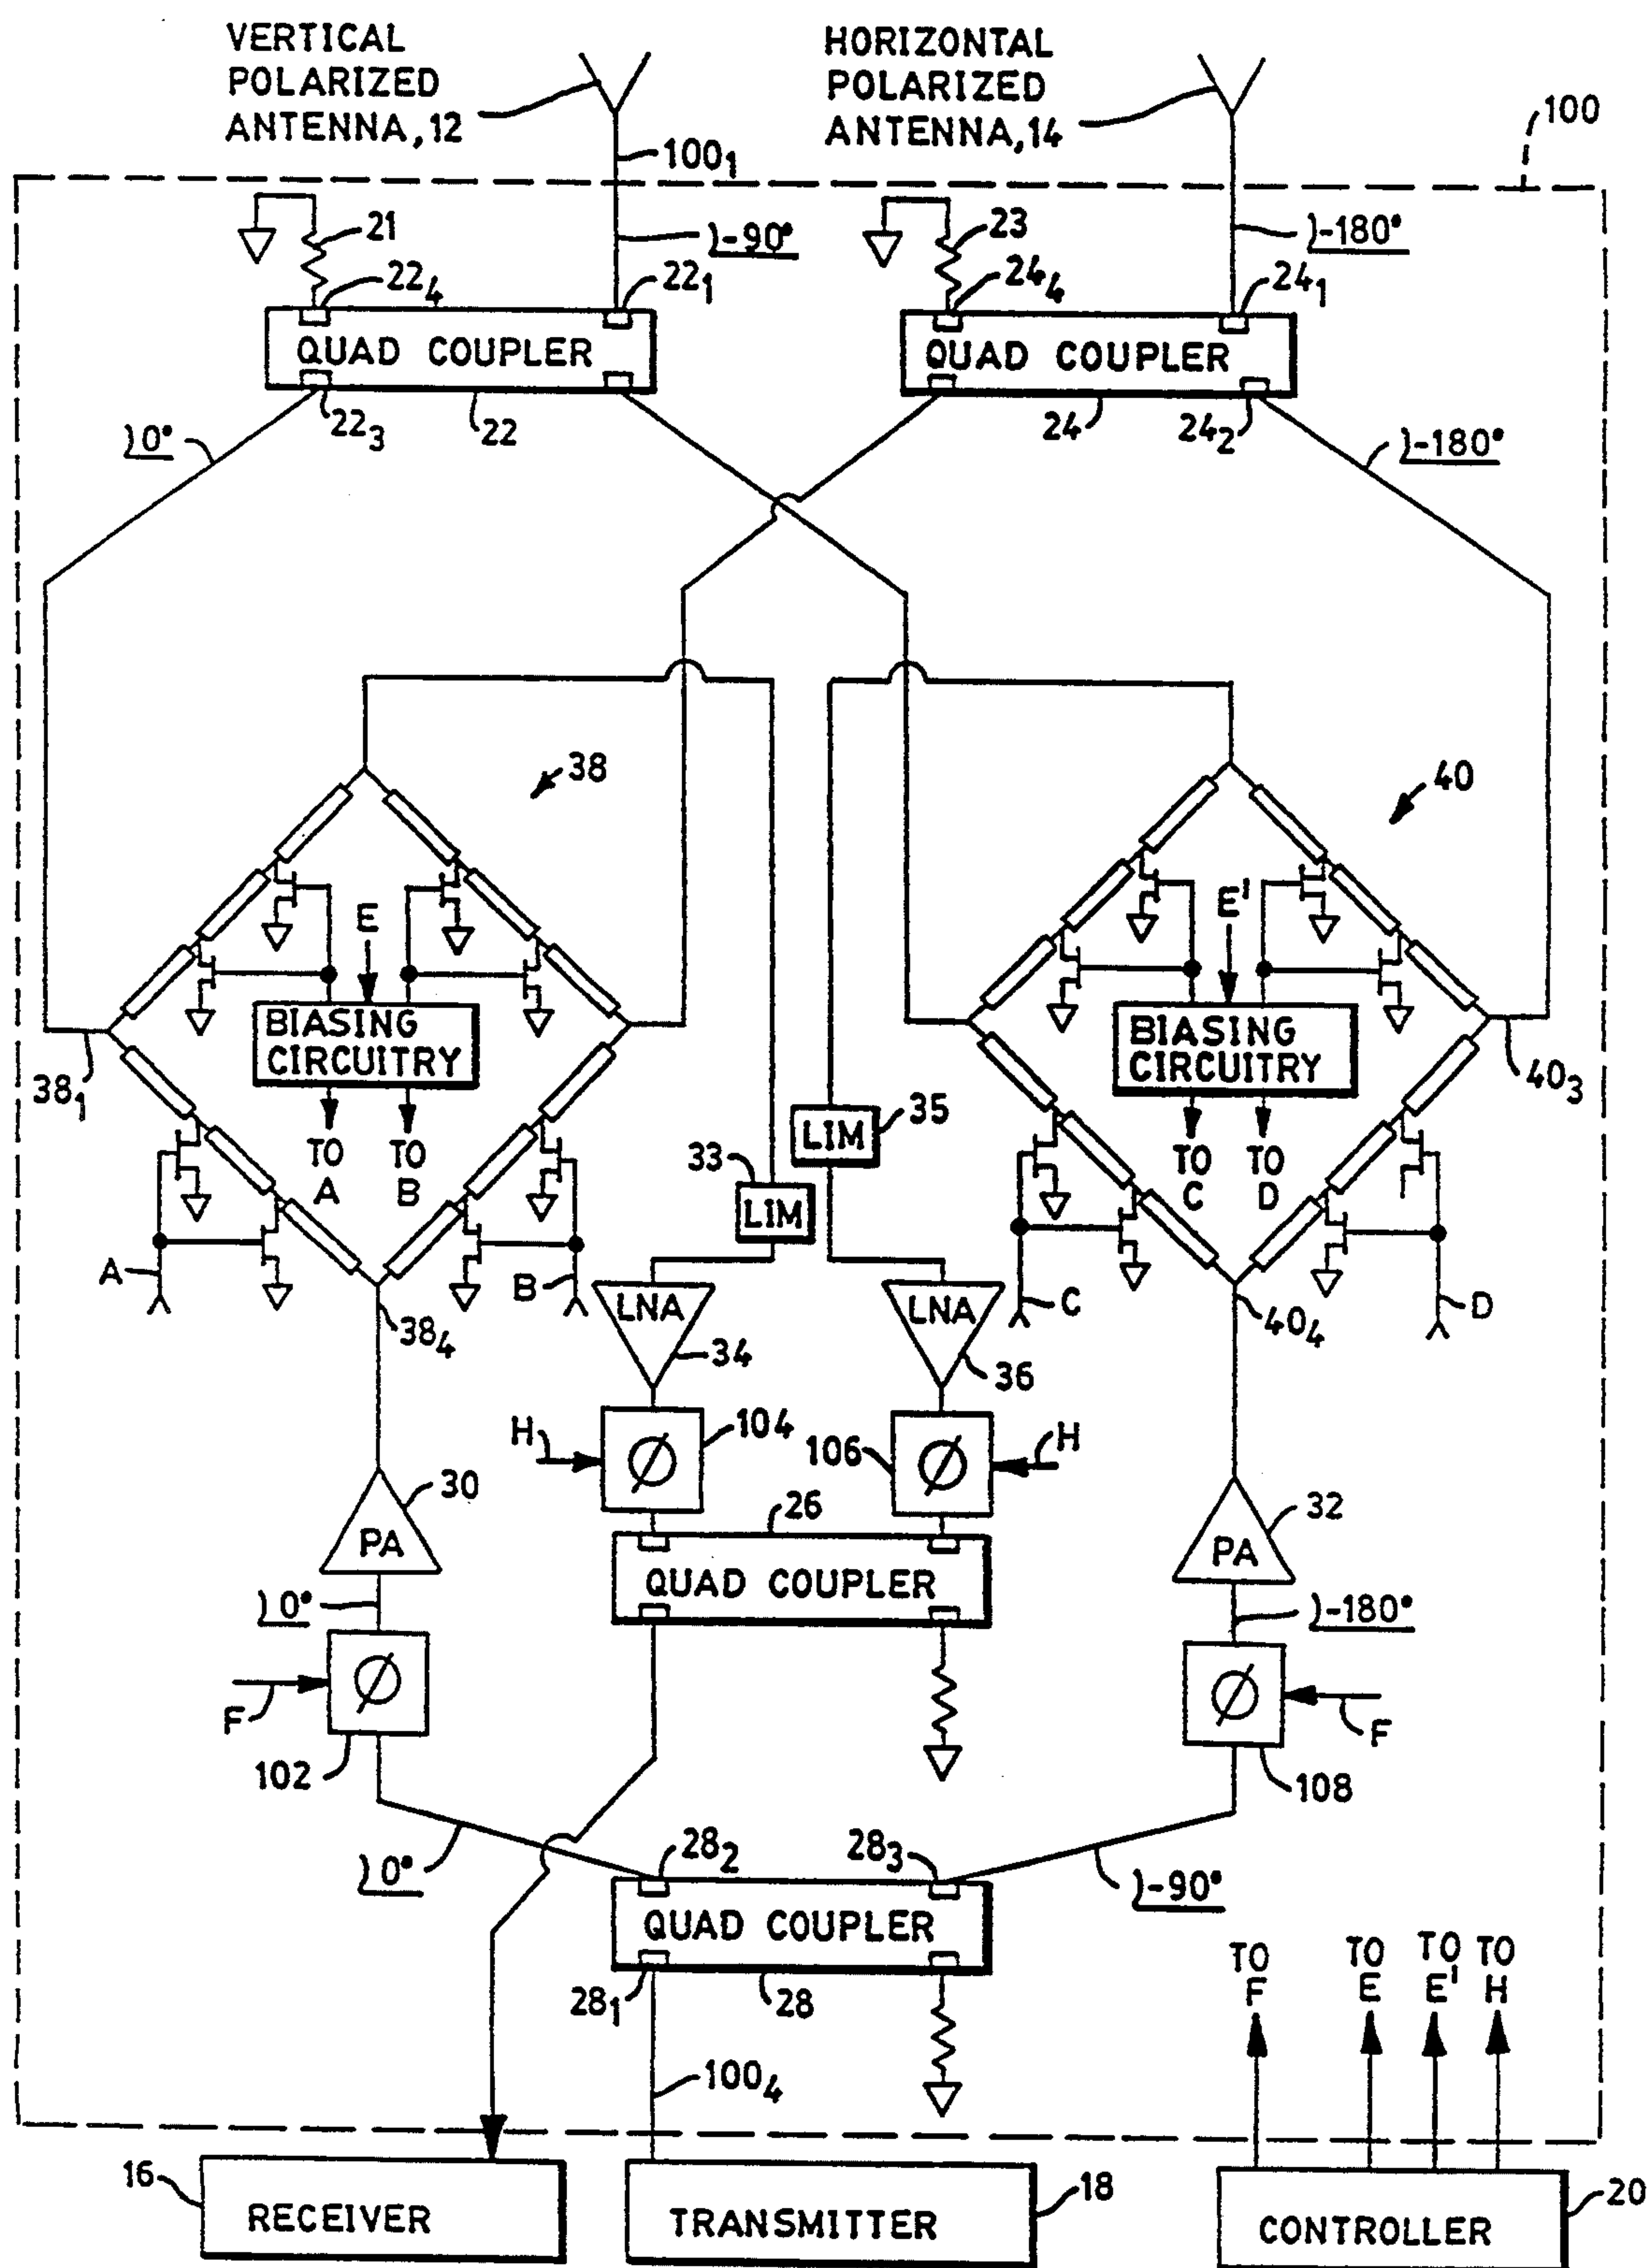 VERTICAL
POLARIZED
ANTENNA, 12
HORIZONTAL
POLARIZED
ANTENNA, 14
100
100₁
)-90°
)-180°
21
22₄
22₁
23
24₄
24₁
QUAD COUPLER
QUAD COUPLER
22₃
22
24
24₂
)0°
)-180°
38
40
E
E'
BIASING
CIRCUITRY
BIASING
CIRCUITRY
38₁
40₃
TO
A
TO
B
33
LIM
LIM
35
TO
C
TO
D
A
B
C
D
38₄
LNA
34
LNA
36
40₄
H
104
106
H
30
PA
26
32
PA
QUAD COUPLER
)0°
)-180°
F
102
F
108
)0°
28₂
28₃
)-90°
QUAD COUPLER
28₁
28
TO
F
TO
E
TO
E'
TO
H
100₄
16
RECEIVER
TRANSMITTER
18
CONTROLLER
20